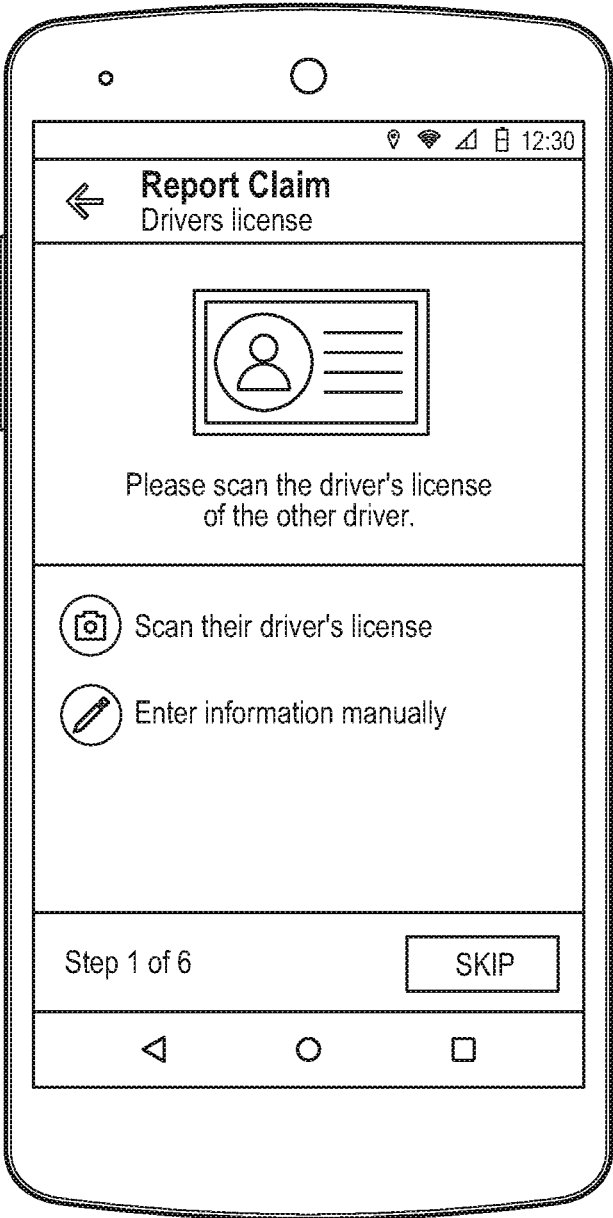 12:30
Report Claim
Drivers license
Please scan the driver's license
of the other driver.
Scan their driver's license
Enter information manually
Step 1 of 6
SKIP